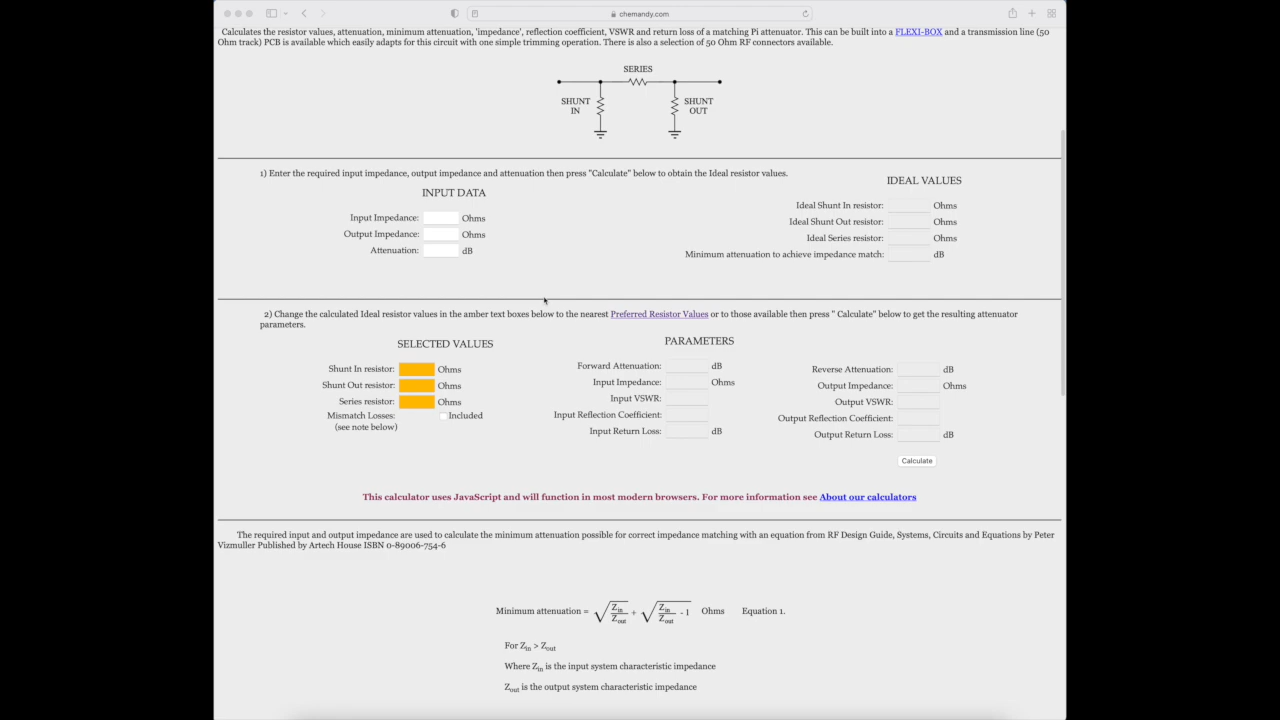 chemandy.com
Calculates the resistor values, attenuation, minimum attenuation, 'impedance', reflection coefficient, VSWR and return loss of a matching Pi attenuator. This can be built into a FLEXI-BOX and a transmission line (50
Ohm track) PCB is available which easily adapts for this circuit with one simple trimming operation. There is also a selection of 50 Ohm RF connectors available.
SERIES
SHUNT IN
SHUNT OUT
1) Enter the required input impedance, output impedance and attenuation then press "Calculate" below to obtain the Ideal resistor values.
INPUT DATA
Input Impedance: Ohms
Output Impedance: Ohms
Attenuation: dB
IDEAL VALUES
Ideal Shunt In resistor: Ohms
Ideal Shunt Out resistor: Ohms
Ideal Series resistor: Ohms
Minimum attenuation to achieve impedance match: dB
2) Change the calculated Ideal resistor values in the amber text boxes below to the nearest Preferred Resistor Values or to those available then press " Calculate" below to get the resulting attenuator
parameters.
SELECTED VALUES
Shunt In resistor: Ohms
Shunt Out resistor: Ohms
Series resistor: Ohms
Mismatch Losses: Included
(see note below)
PARAMETERS
Forward Attenuation: dB
Input Impedance: Ohms
Input VSWR:
Input Reflection Coefficient:
Input Return Loss: dB
Reverse Attenuation: dB
Output Impedance: Ohms
Output VSWR:
Output Reflection Coefficient:
Output Return Loss: dB
Calculate
This calculator uses JavaScript and will function in most modern browsers. For more information see About our calculators
The required input and output impedance are used to calculate the minimum attenuation possible for correct impedance matching with an equation from RF Design Guide, Systems, Circuits and Equations by Peter
Vizmuller Published by Artech House ISBN 0-89006-754-6
Minimum attenuation = √(Zin/Zout) + √(Zin/Zout - 1) Ohms Equation 1.
For Zin > Zout
Where Zin is the input system characteristic impedance
Zout is the output system characteristic impedance